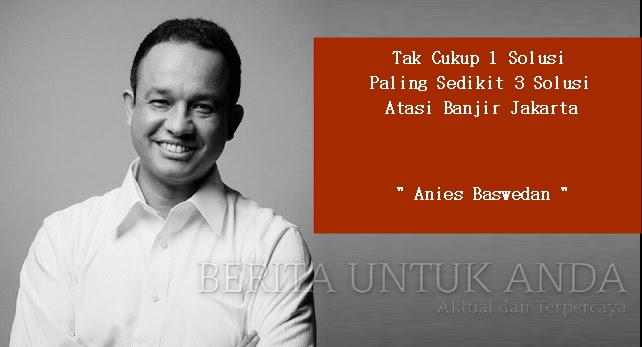 Tak Cukup 1 Solusi
Paling Sedikit 3 Solusi
Atasi Banjir Jakarta
" Anies Baswedan "
BERITA UNTUK ANDA
Aktual dan Terpercaya